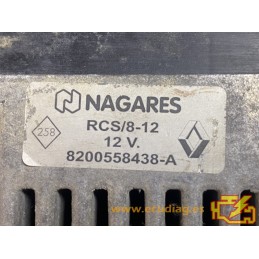 NAGARES
258
RCS/8-12
12 V.
8200558438-A
www.ecudiag.es